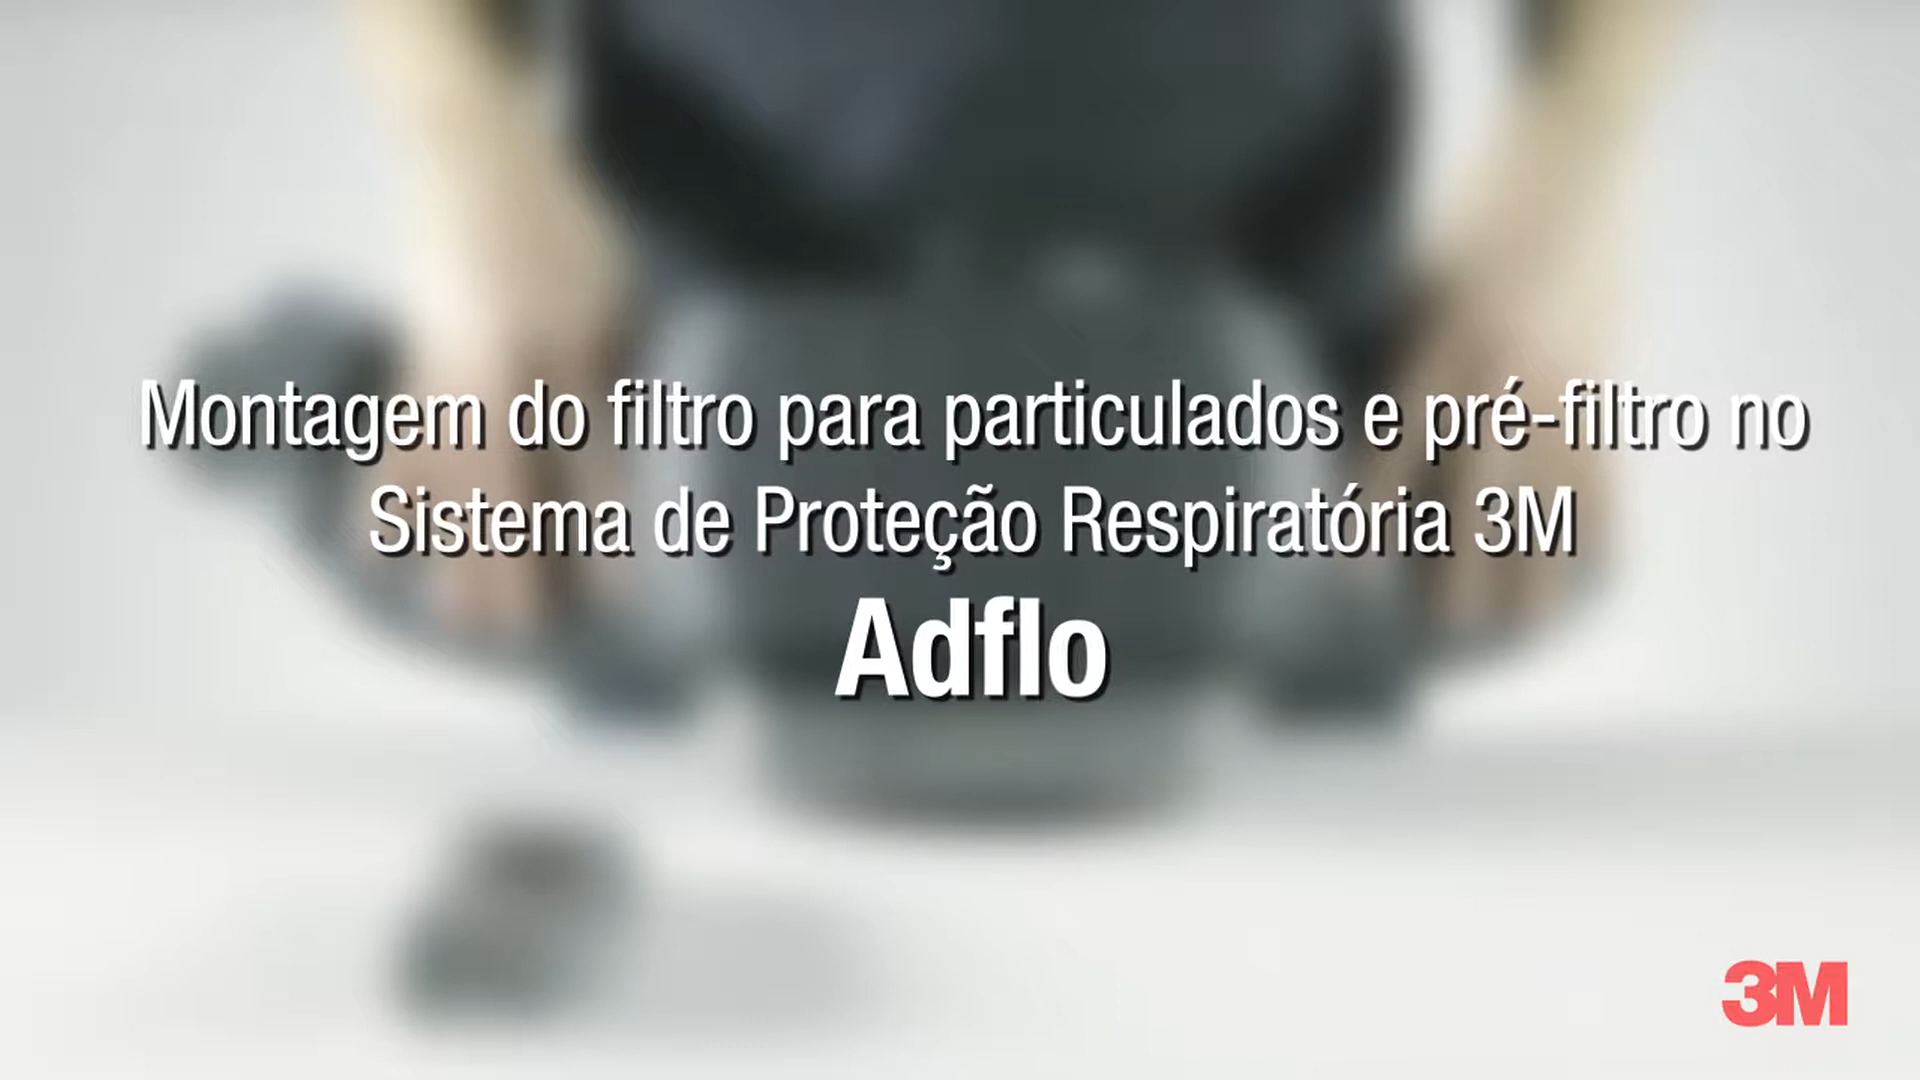 Montagem do filtro para particulados e pré-filtro no
Sistema de Proteção Respiratória 3M
Adflo
3M